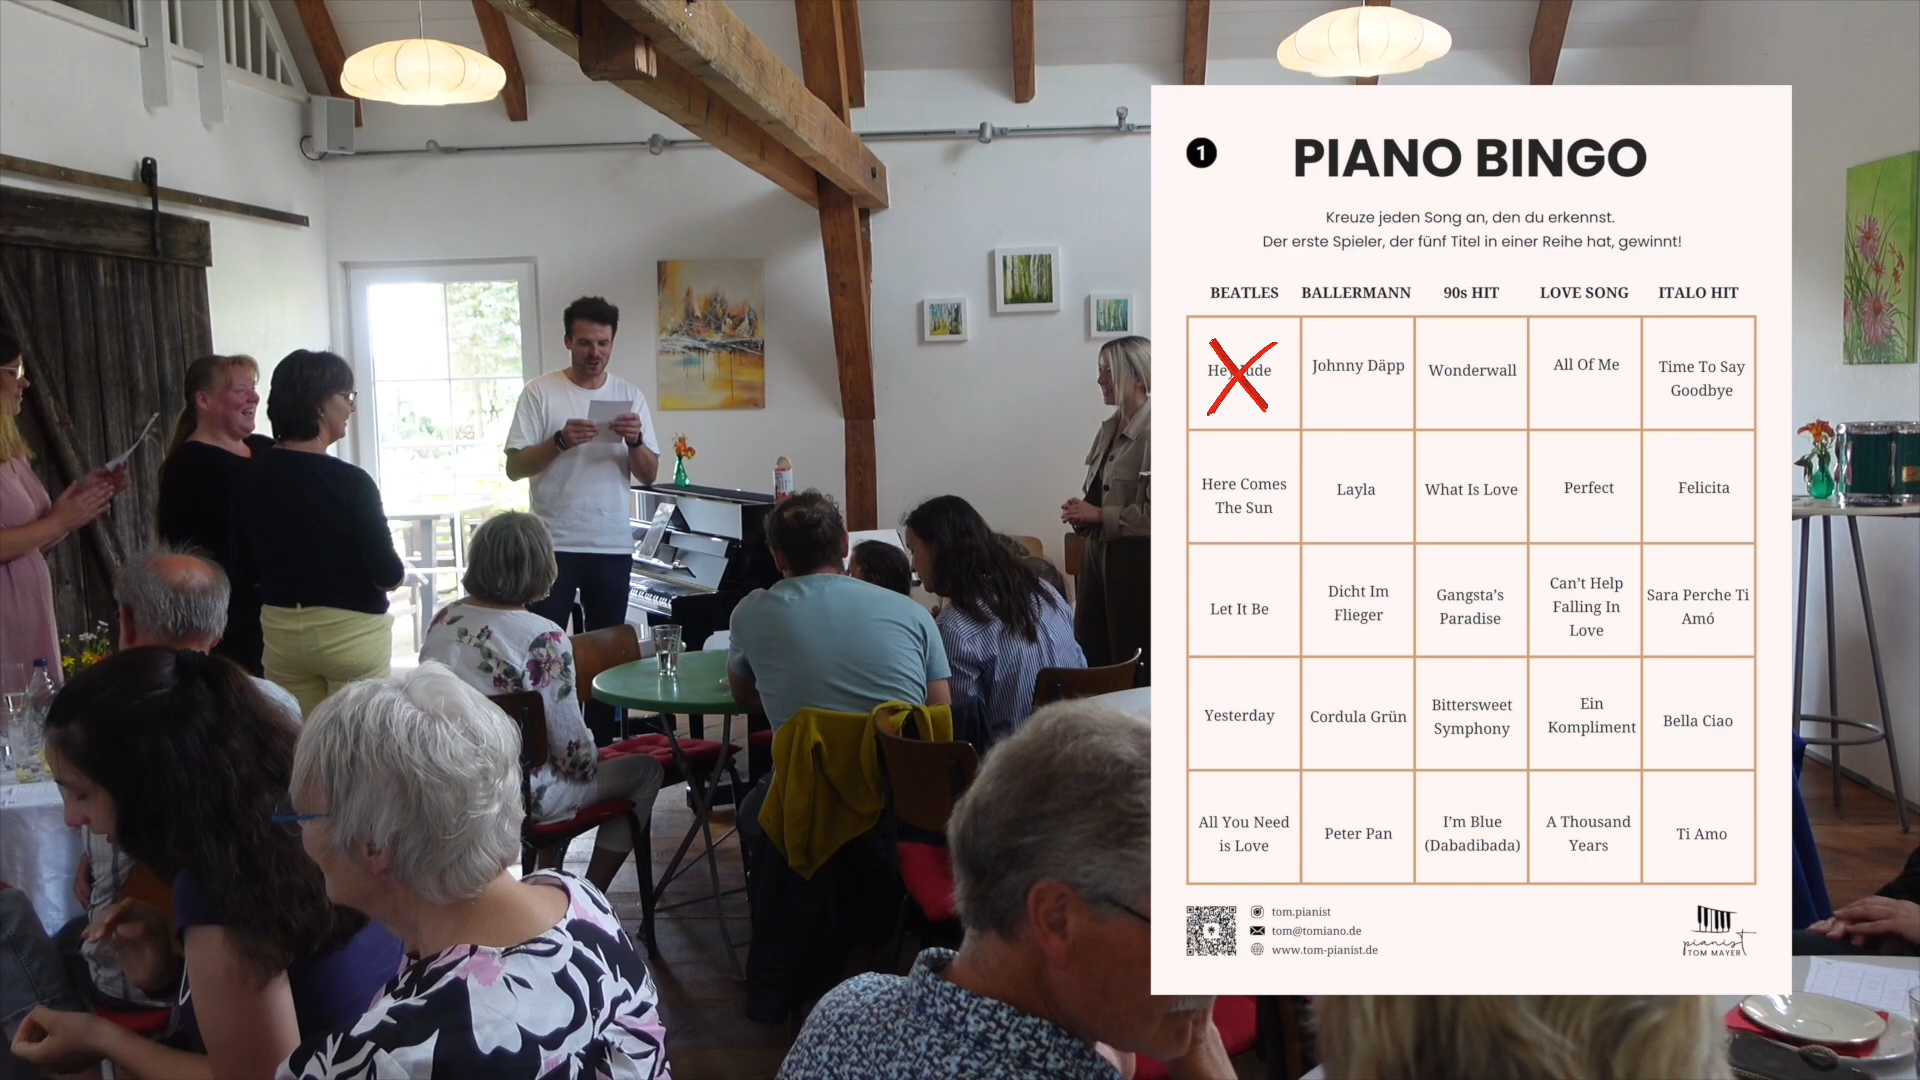 1
PIANO BINGO
Kreuze jeden Song an, den du erkennst.
Der erste Spieler, der fünf Titel in einer Reihe hat, gewinnt!
BEATLES BALLERMANN 90s HIT LOVE SONG ITALO HIT
Hey Jude
Johnny Däpp
Wonderwall
All Of Me
Time To Say
Goodbye
Here Comes
The Sun
Layla
What Is Love
Perfect
Felicita
Let It Be
Dicht Im
Flieger
Gangsta’s
Paradise
Can’t Help
Falling In
Love
Sara Perche Ti
Amó
Yesterday
Cordula Grün
Bittersweet
Symphony
Ein
Kompliment
Bella Ciao
All You Need
is Love
Peter Pan
I’m Blue
(Dabadibada)
A Thousand
Years
Ti Amo
tom.pianist
tom@tomiano.de
www.tom-pianist.de
pianist
TOM MAYER